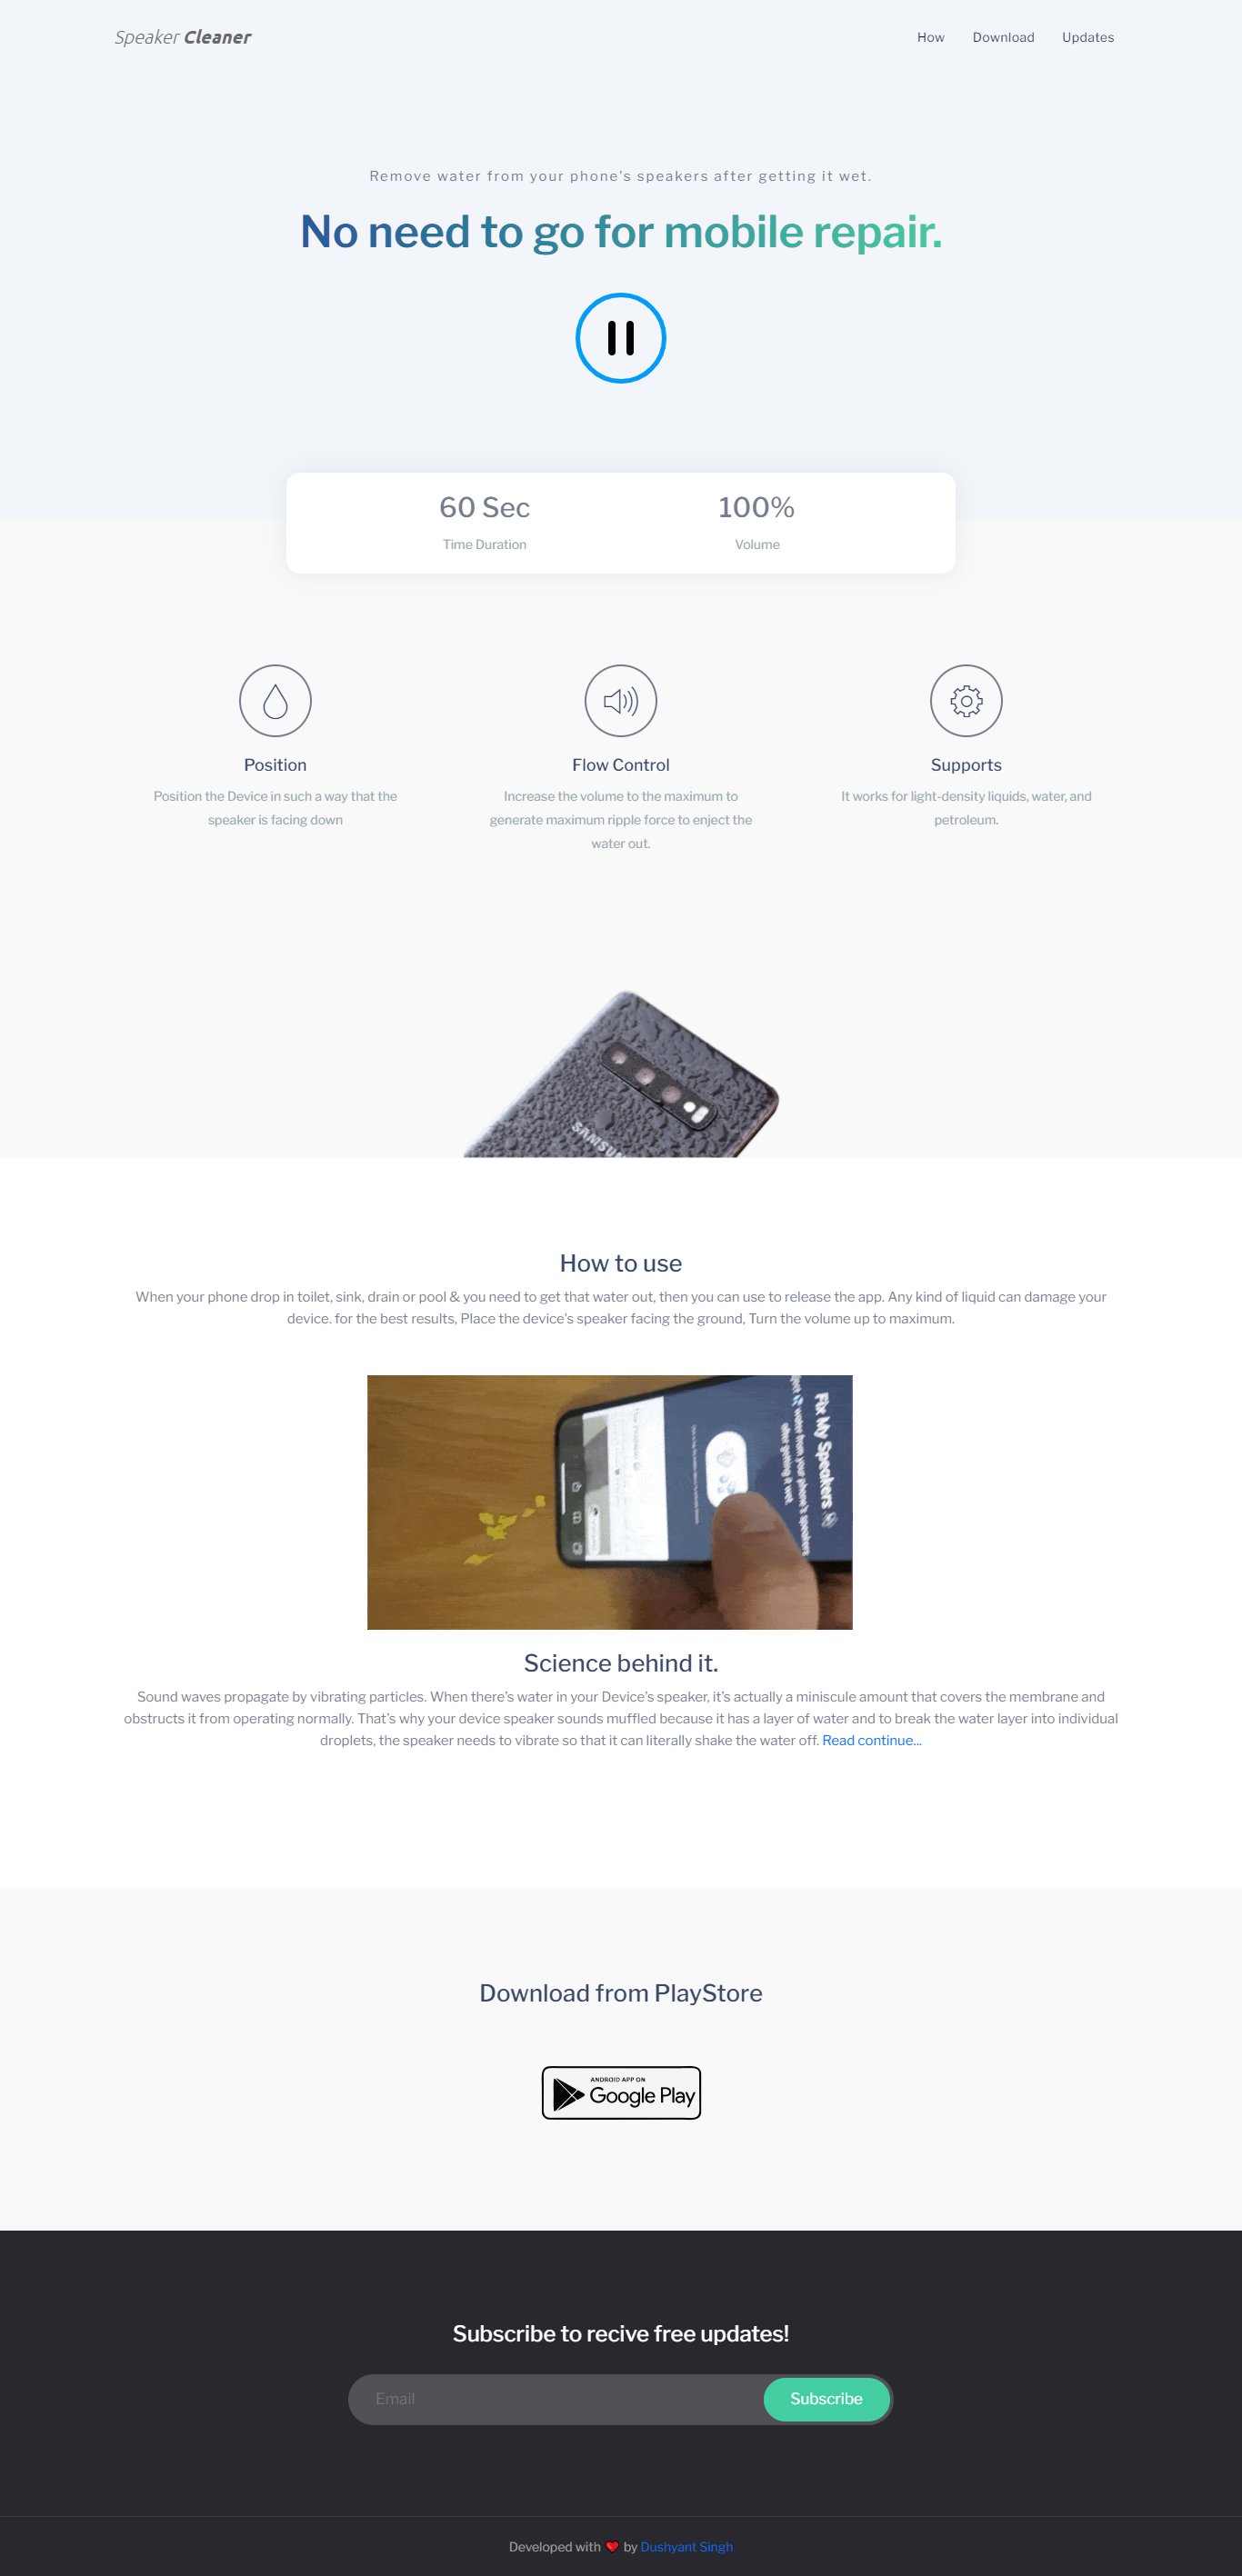 Speaker Cleaner
How Download Updates
Remove water from your phone's speakers after getting it wet.
No need to go for mobile repair.
60 Sec
Time Duration
100%
Volume
Position
Position the Device in such a way that the
speaker is facing down
Flow Control
Increase the volume to the maximum to
generate maximum ripple force to enject the
water out.
Supports
It works for light-density liquids, water, and
petroleum.
SAMSUN
How to use
When your phone drop in toilet, sink, drain or pool & you need to get that water out, then you can use to release the app. Any kind of liquid can damage your
device. for the best results, Place the device's speaker facing the ground, Turn the volume up to maximum.
Fix My Speakers
water from your phone's speakers
after getting it wet.
Science behind it.
Sound waves propagate by vibrating particles. When there’s water in your Device’s speaker, it’s actually a miniscule amount that covers the membrane and
obstructs it from operating normally. That’s why your device speaker sounds muffled because it has a layer of water and to break the water layer into individual
droplets, the speaker needs to vibrate so that it can literally shake the water off. Read continue...
Download from PlayStore
ANDROID APP ON
Google Play
Subscribe to recive free updates!
Email
Subscribe
Developed with ❤ by Dushyant Singh